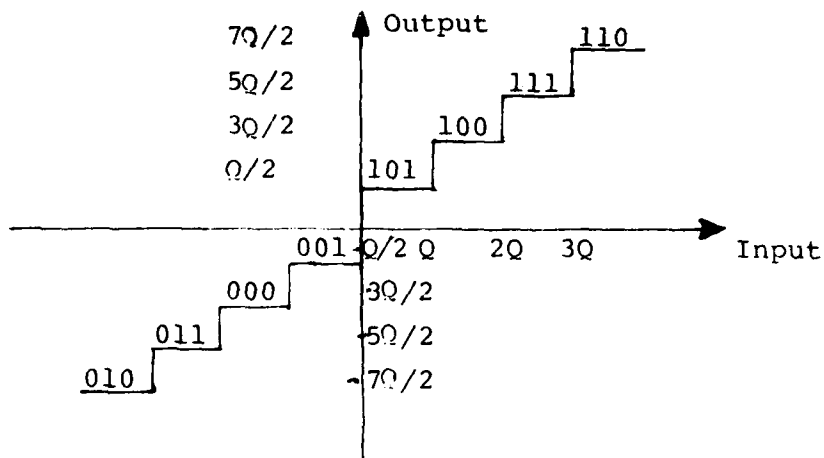 Output
7Q/2
110
5Q/2
111
3Q/2
100
Q/2
101
001
-Q/2 Q 2Q 3Q
Input
000
-3Q/2
011
-5Q/2
010
-7Q/2